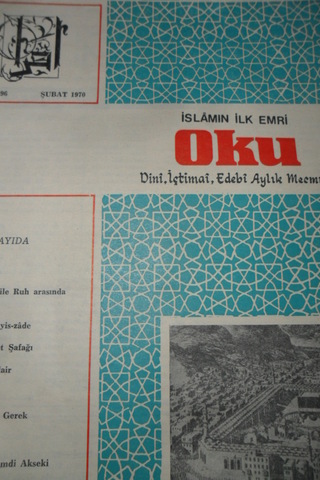 96 ŞUBAT 1970
İSLÂMIN İLK EMRİ
Oku
Dinî, İçtimaî, Edebî Aylık Mecmu
AYIDA
ile Ruh arasında
yis-zâde
t Şafağı
air
Gerek
mdi Akseki